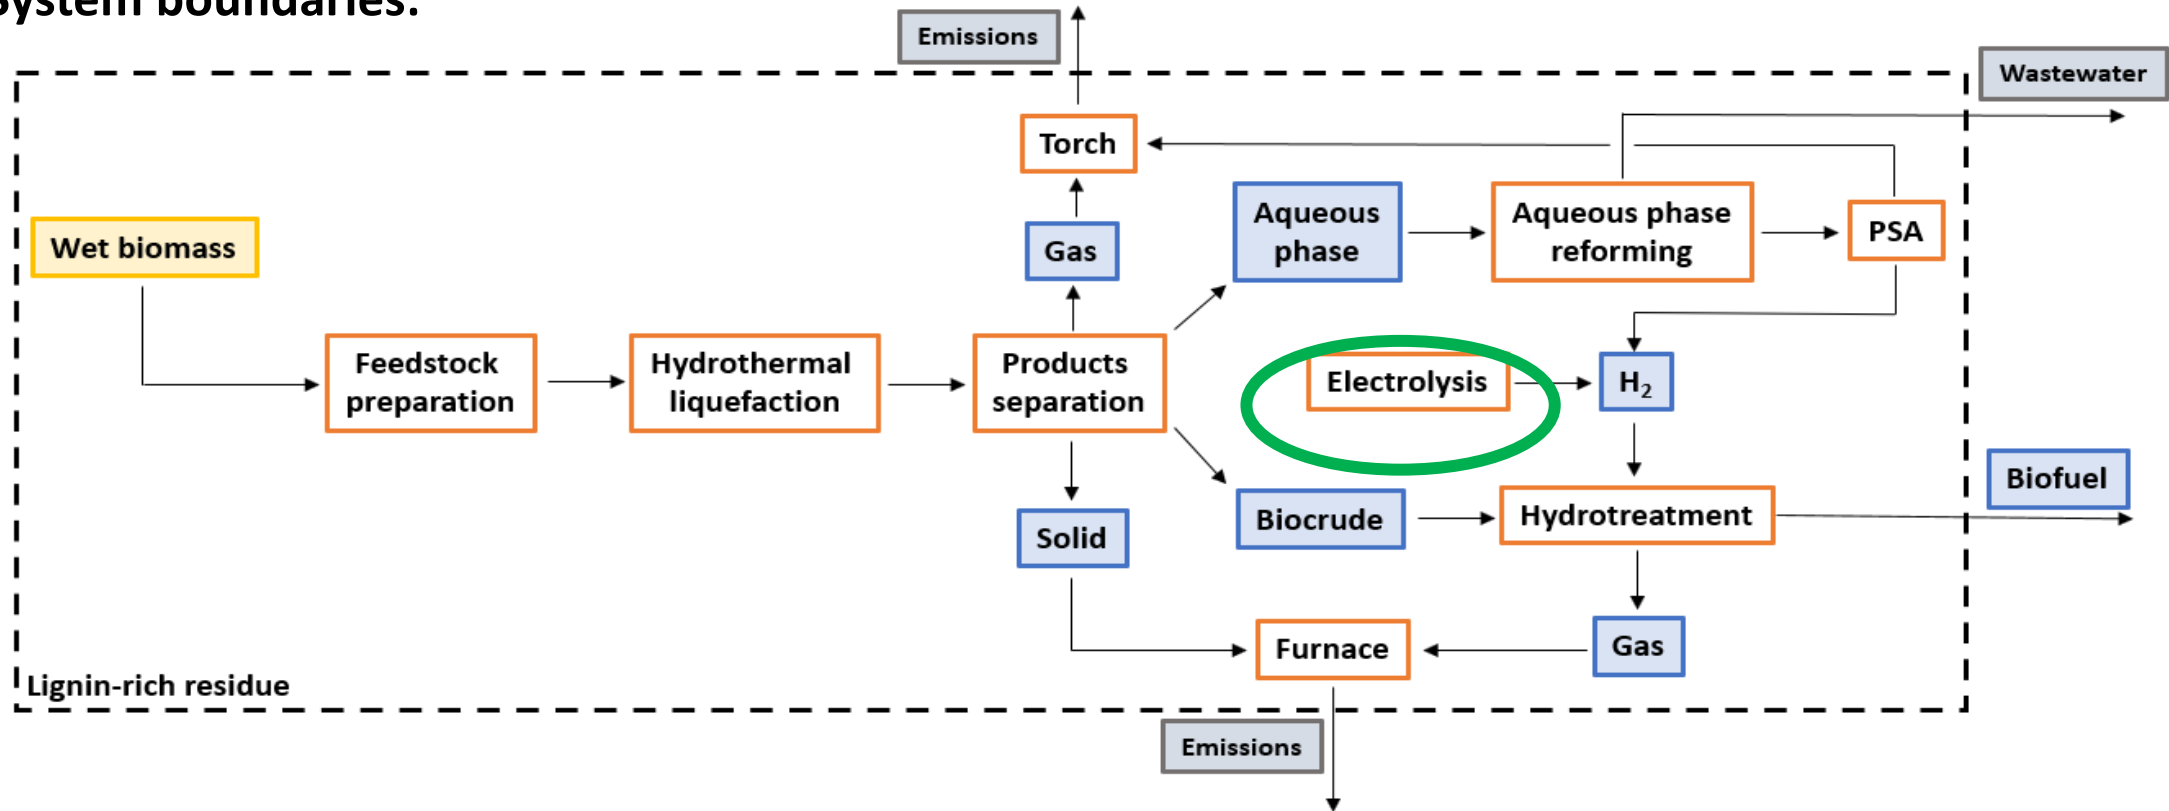 System boundaries:
Emissions
Wastewater
Torch
Wet biomass
Gas
Aqueous
phase
Aqueous phase
reforming
PSA
Feedstock
preparation
Hydrothermal
liquefaction
Products
separation
Electrolysis
H₂
Solid
Biocrude
Hydrotreatment
Biofuel
Furnace
Gas
Lignin-rich residue
Emissions